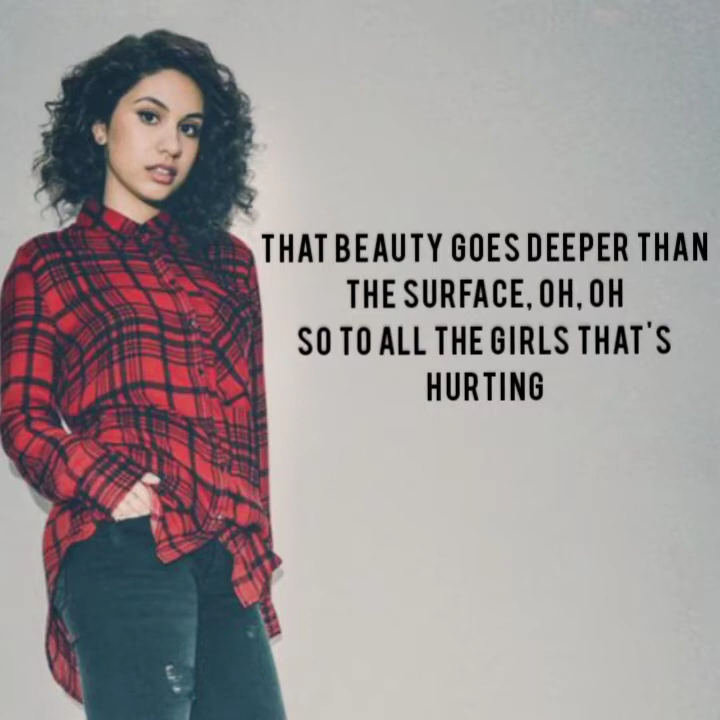 THAT BEAUTY GOES DEEPER THAN
THE SURFACE, OH, OH
SO TO ALL THE GIRLS THAT'S
HURTING